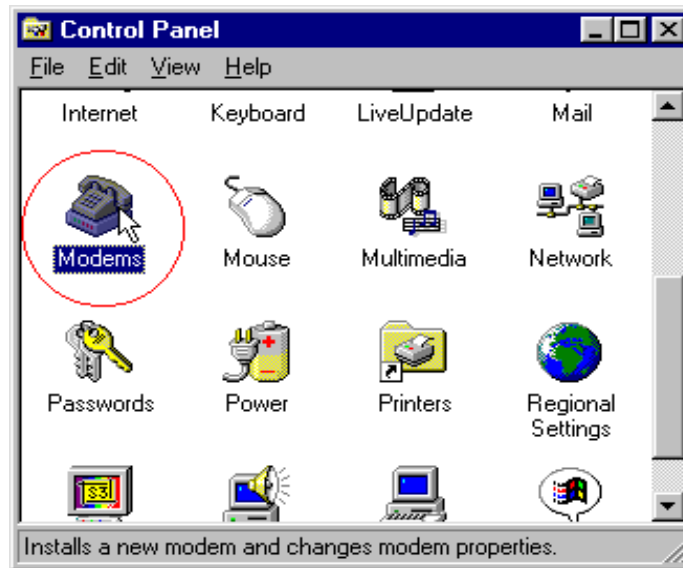 Control Panel
File Edit View Help
Internet Keyboard LiveUpdate Mail
Modems Mouse Multimedia Network
Passwords Power Printers Regional
Settings
S3
Installs a new modem and changes modem properties.